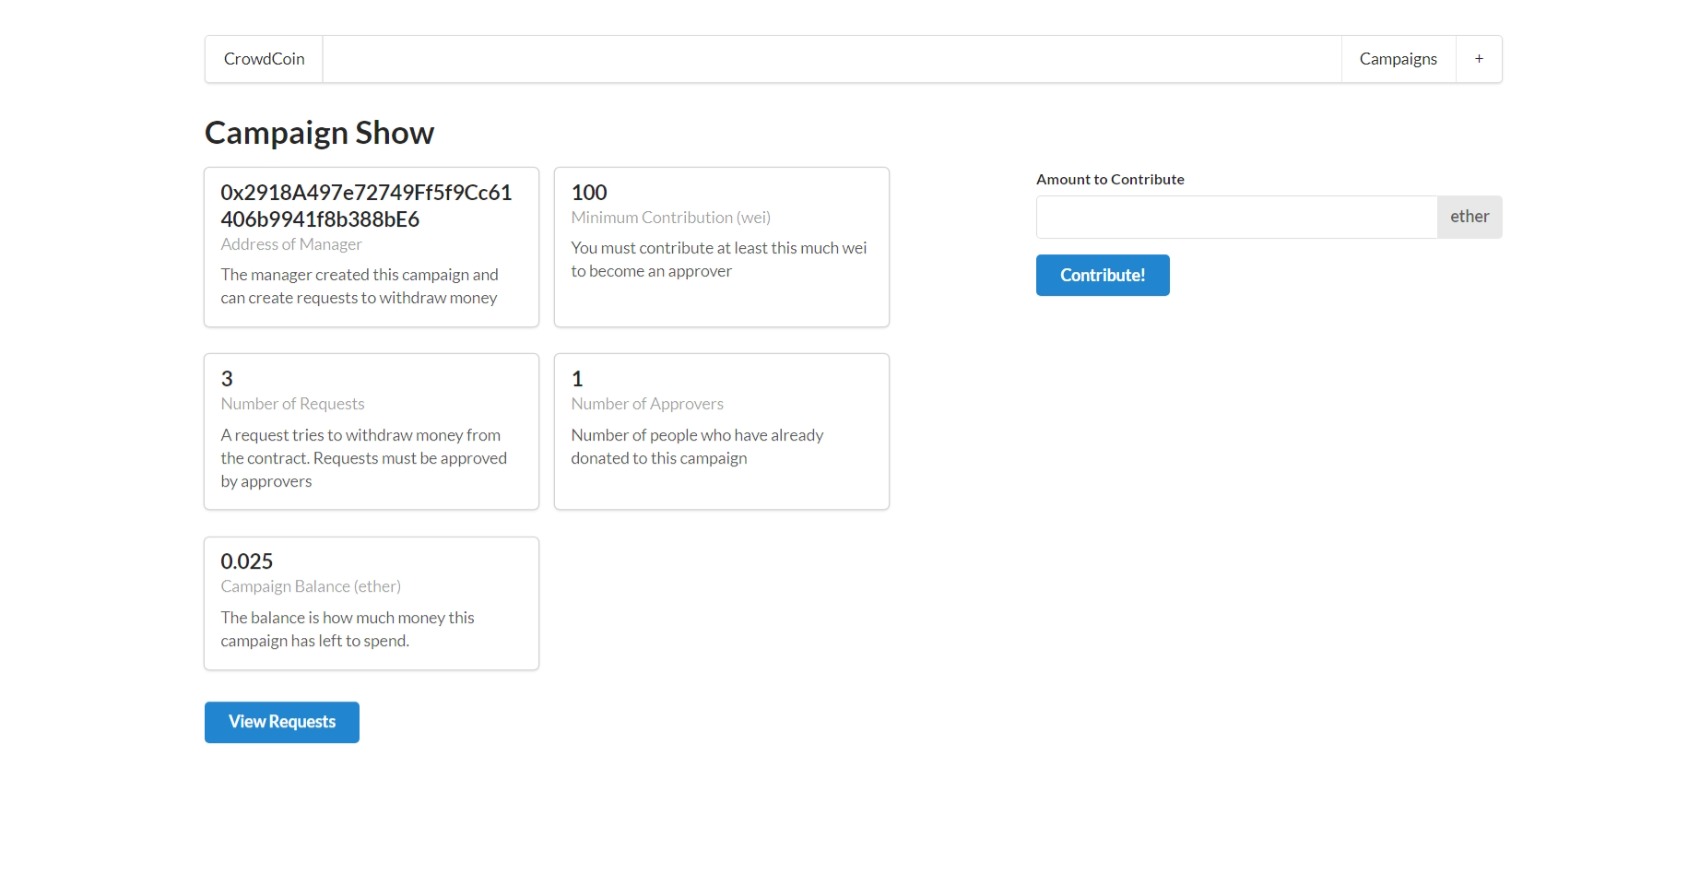 CrowdCoin
Campaigns
+
Campaign Show
0x2918A497e72749Ff5f9Cc61
406b9941f8b388bE6
Address of Manager
The manager created this campaign and
can create requests to withdraw money
100
Minimum Contribution (wei)
You must contribute at least this much wei
to become an approver
3
Number of Requests
A request tries to withdraw money from
the contract. Requests must be approved
by approvers
1
Number of Approvers
Number of people who have already
donated to this campaign
0.025
Campaign Balance (ether)
The balance is how much money this
campaign has left to spend.
View Requests
Amount to Contribute
ether
Contribute!